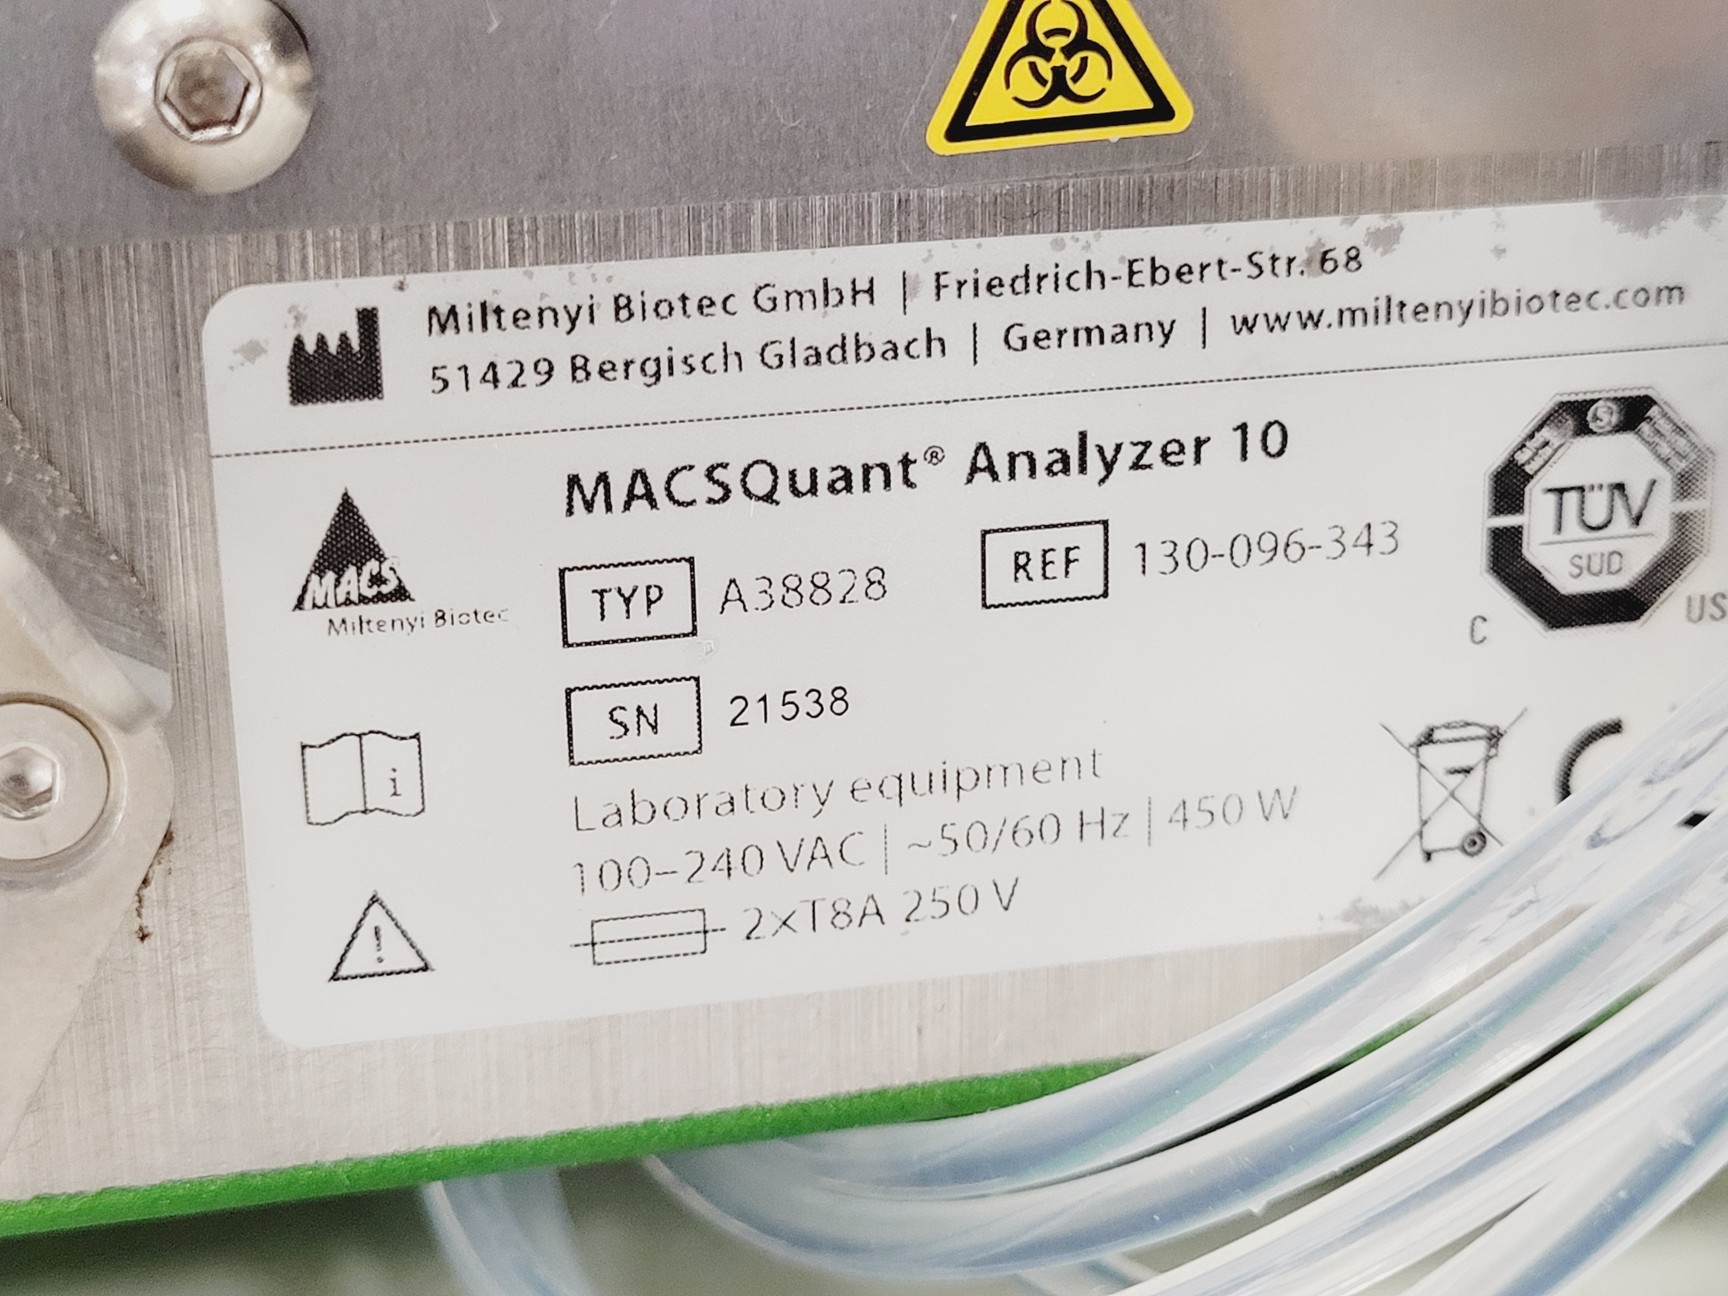 Miltenyi Biotec GmbH | Friedrich-Ebert-Str. 68
51429 Bergisch Gladbach | Germany | www.miltenyibiotec.com
MACSQuant® Analyzer 10
MACS
Miltenyi Biotec
TYP A38828 REF 130-096-343
TÜV
SÜD
C US
SN 21538
i
Laboratory equipment
100–240 VAC | ~50/60 Hz | 450 W
! 2xT8A 250 V